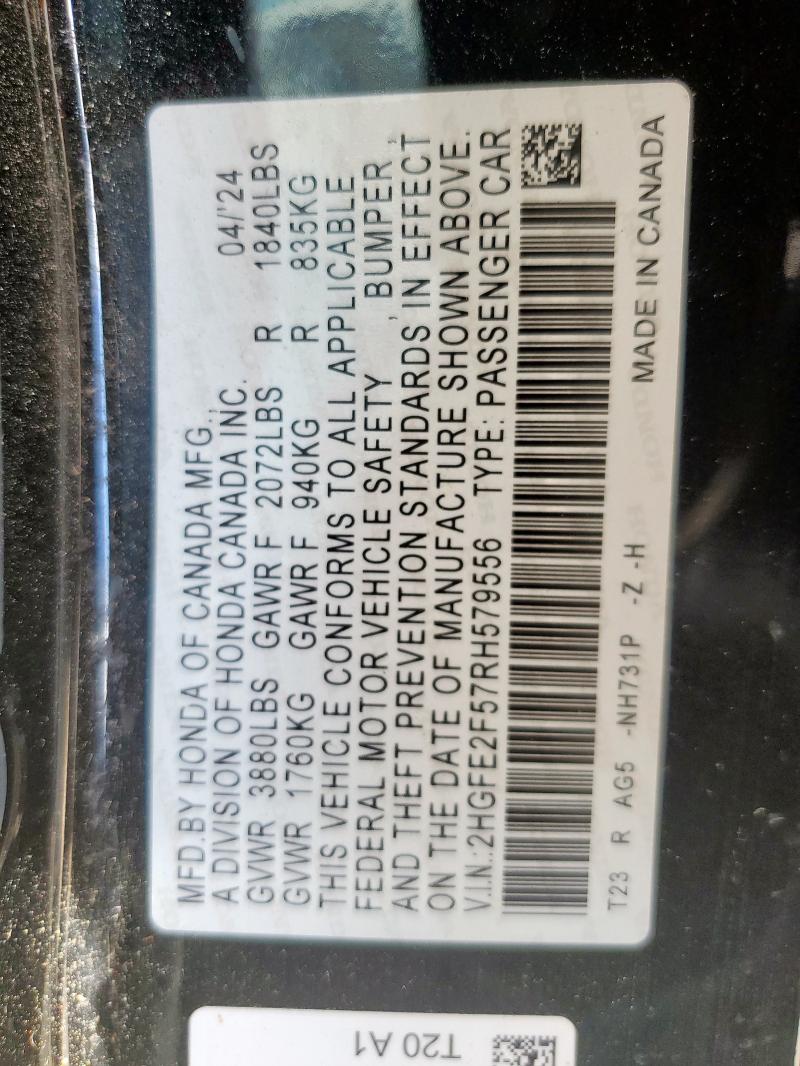 MFD.BY HONDA OF CANADA MFG.,
A DIVISION OF HONDA CANADA INC. 04/'24
GVWR 3880LBS GAWR F 2072LBS R 1840LBS
GVWR 1760KG GAWR F 940KG R 835KG
THIS VEHICLE CONFORMS TO ALL APPLICABLE
FEDERAL MOTOR VEHICLE SAFETY , BUMPER ,
AND THEFT PREVENTION STANDARDS IN EFFECT
ON THE DATE OF MANUFACTURE SHOWN ABOVE.
V.I.N.:2HGFE2F57RH579556 TYPE: PASSENGER CAR
T23 R AG5 -NH731P -Z -H MADE IN CANADA
T20 A1